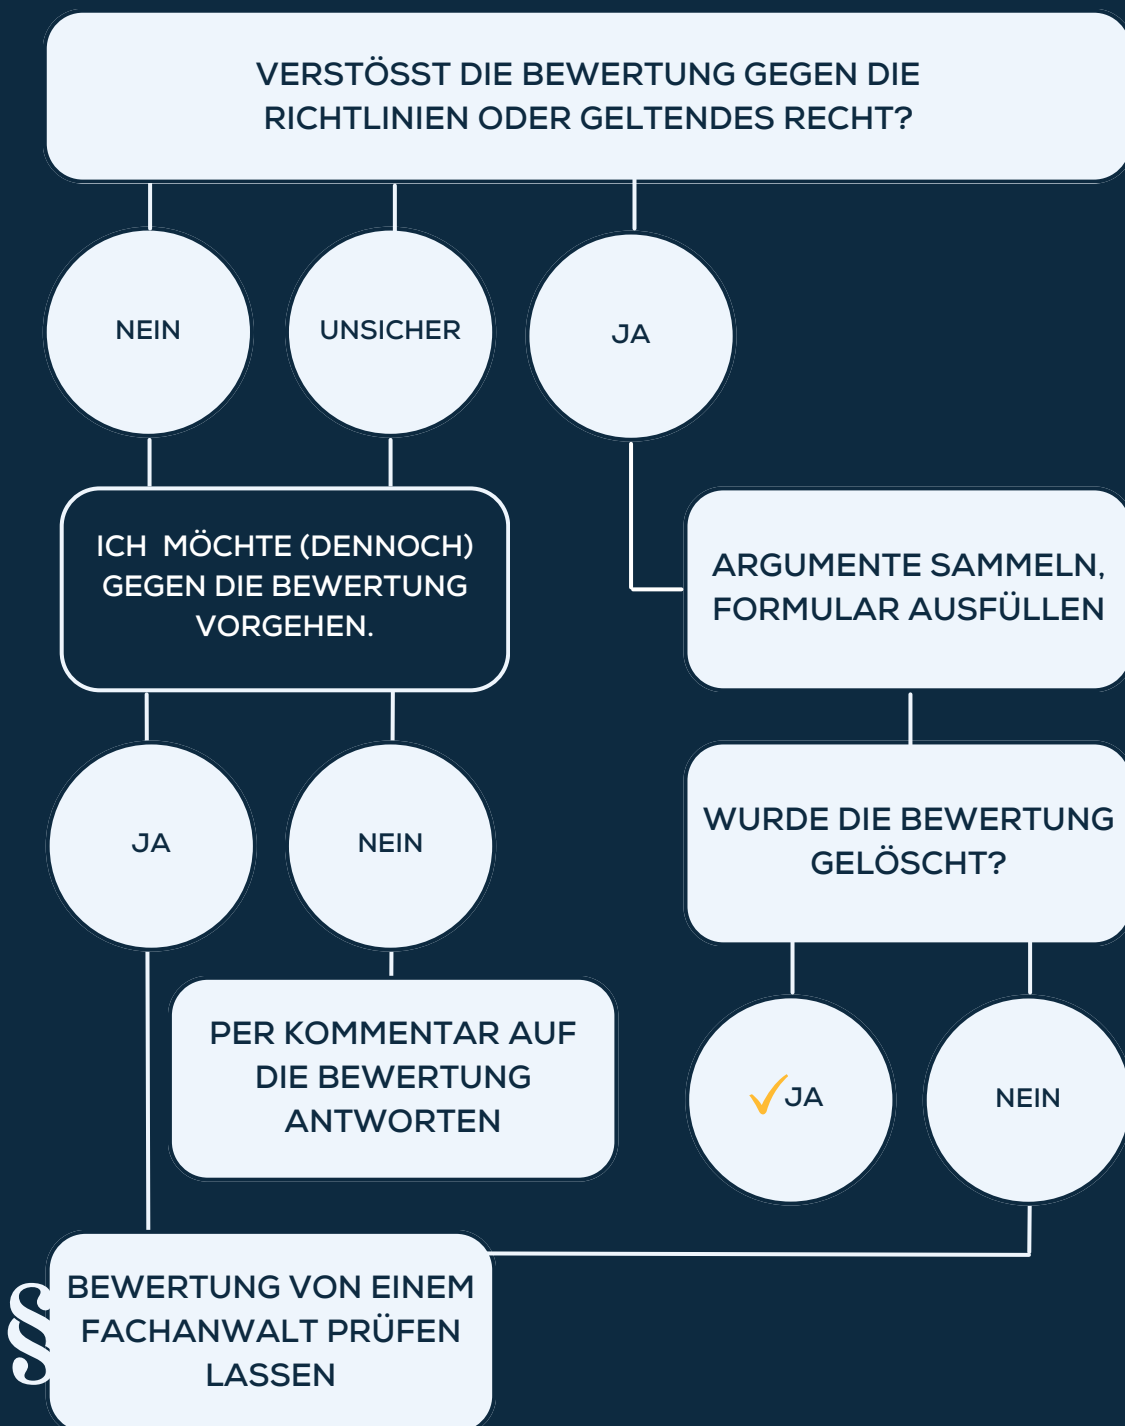 VERSTÖSST DIE BEWERTUNG GEGEN DIE
RICHTLINIEN ODER GELTENDES RECHT?
NEIN
UNSICHER
JA
ICH MÖCHTE (DENNOCH)
GEGEN DIE BEWERTUNG
VORGEHEN.
ARGUMENTE SAMMELN,
FORMULAR AUSFÜLLEN
JA
NEIN
WURDE DIE BEWERTUNG
GELÖSCHT?
PER KOMMENTAR AUF
DIE BEWERTUNG
ANTWORTEN
JA
NEIN
§
BEWERTUNG VON EINEM
FACHANWALT PRÜFEN
LASSEN